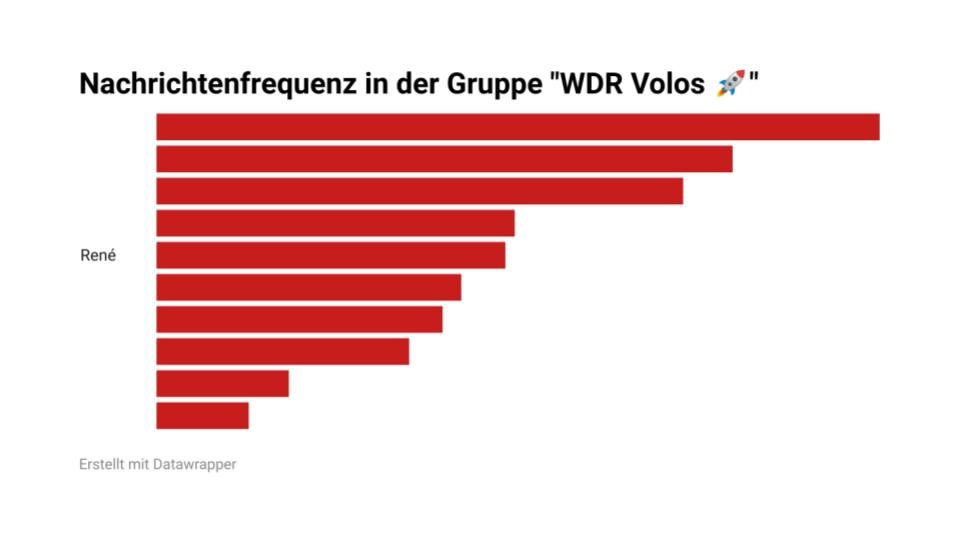 Nachrichtenfrequenz in der Gruppe "WDR Volos 🚀"
René
Erstellt mit Datawrapper